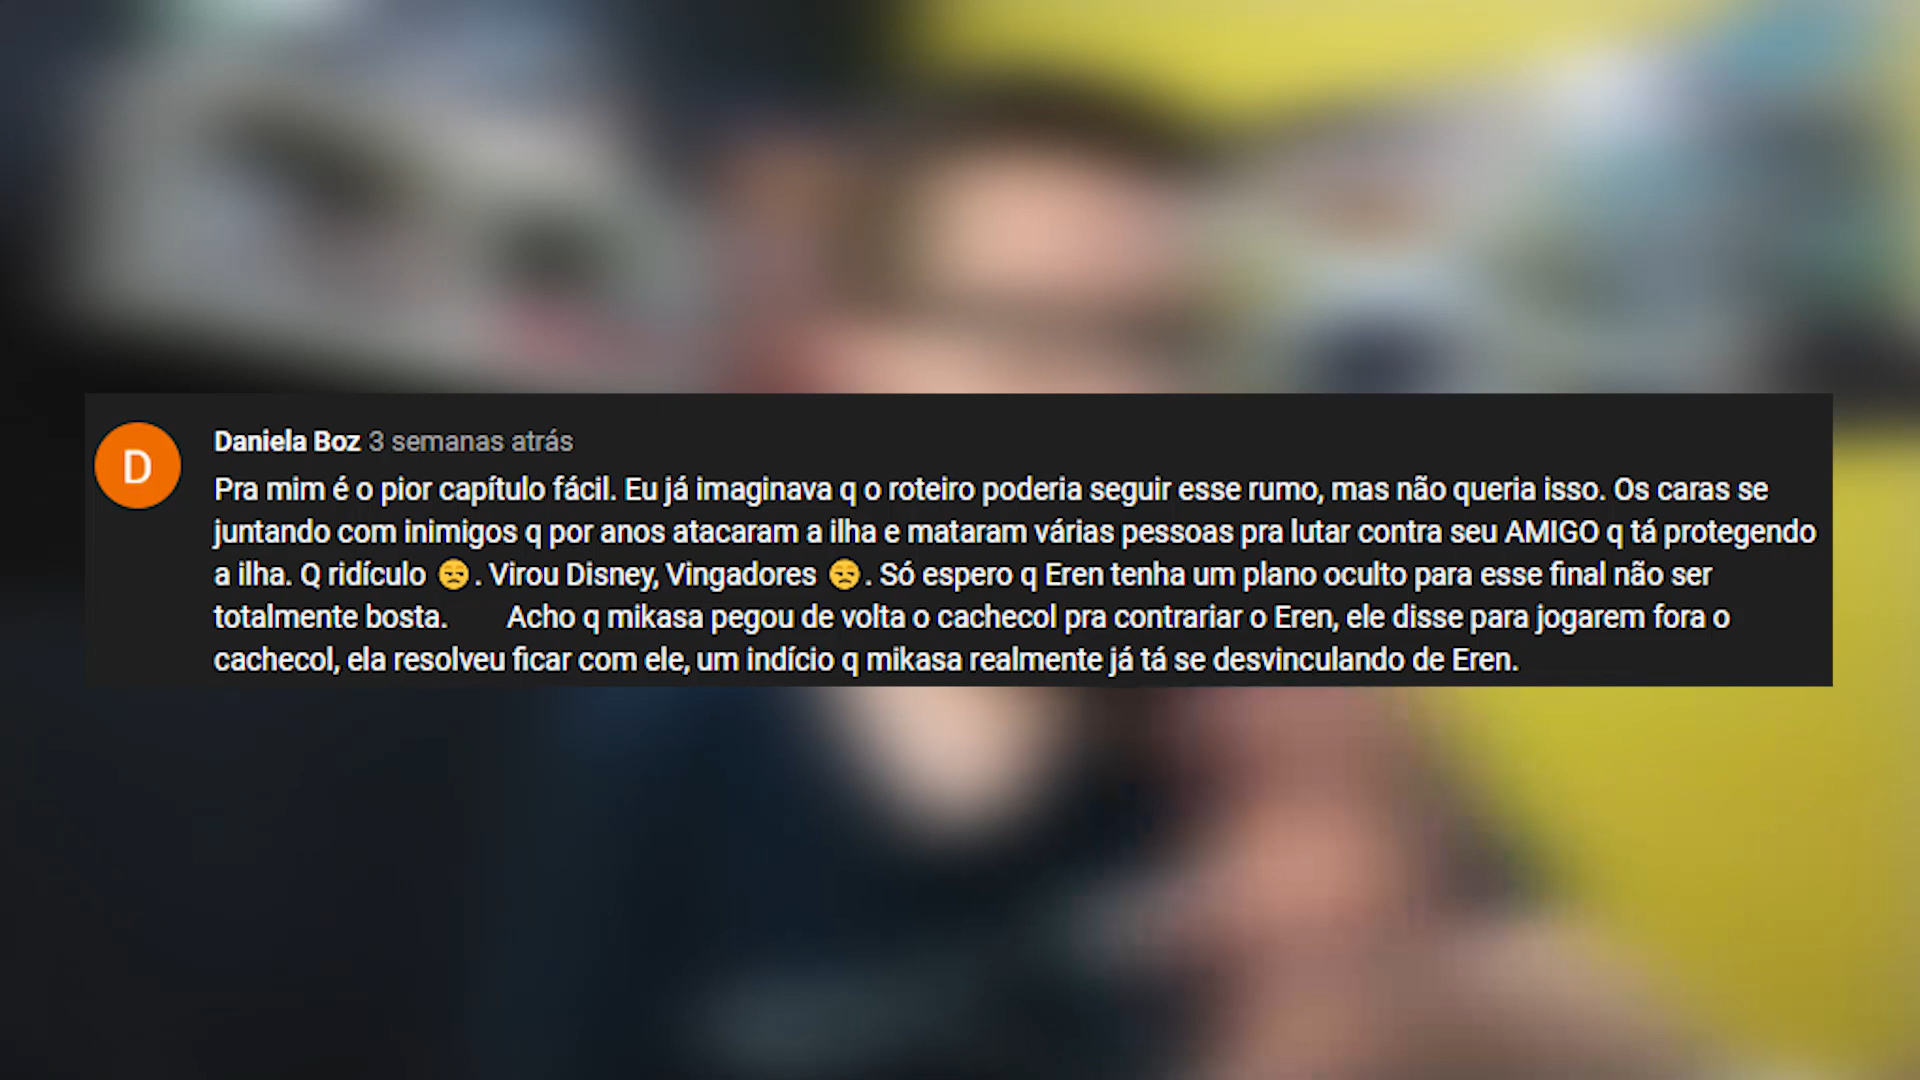 D
Daniela Boz 3 semanas atrás
Pra mim é o pior capítulo fácil. Eu já imaginava q o roteiro poderia seguir esse rumo, mas não queria isso. Os caras se
juntando com inimigos q por anos atacaram a ilha e mataram várias pessoas pra lutar contra seu AMIGO q tá protegendo
a ilha. Q ridículo 😒. Virou Disney, Vingadores 😒. Só espero q Eren tenha um plano oculto para esse final não ser
totalmente bosta. Acho q mikasa pegou de volta o cachecol pra contrariar o Eren, ele disse para jogarem fora o
cachecol, ela resolveu ficar com ele, um indício q mikasa realmente já tá se desvinculando de Eren.